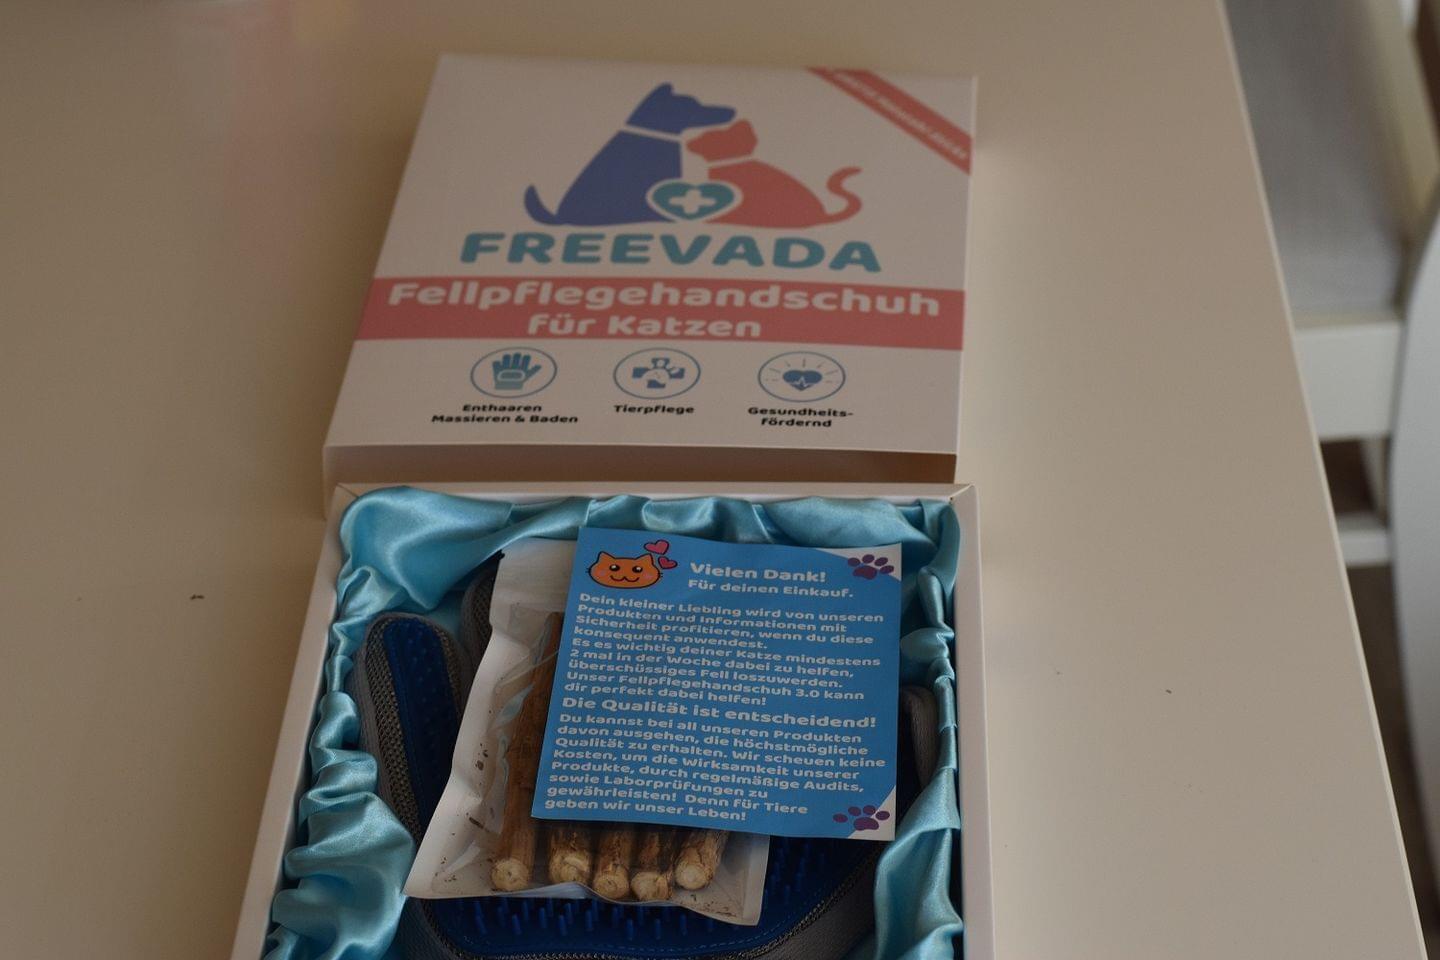 FREEVADA
Fellpflegehandschuh
für Katzen
Enthaaren
Massieren & Baden
Tierpflege
Gesundheits-
fördernd
Vielen Dank!
Für deinen Einkauf.
Dein kleiner Liebling wird von unseren
Produkten und Informationen mit
Sicherheit profitieren, wenn du diese
konsequent anwendest.
Es es wichtig deiner Katze mindestens
2 mal in der Woche dabei zu helfen,
überschüssiges Fell loszuwerden.
Unser Fellpflegehandschuh 3.0 kann
dir perfekt dabei helfen!
Die Qualität ist entscheidend!
Du kannst bei all unseren Produkten
davon ausgehen, die höchstmögliche
Qualität zu erhalten. Wir scheuen keine
Kosten, um die Wirksamkeit unserer
Produkte, durch regelmäßige Audits,
sowie Laborprüfungen zu
gewährleisten! Denn für Tiere
geben wir unser Leben!